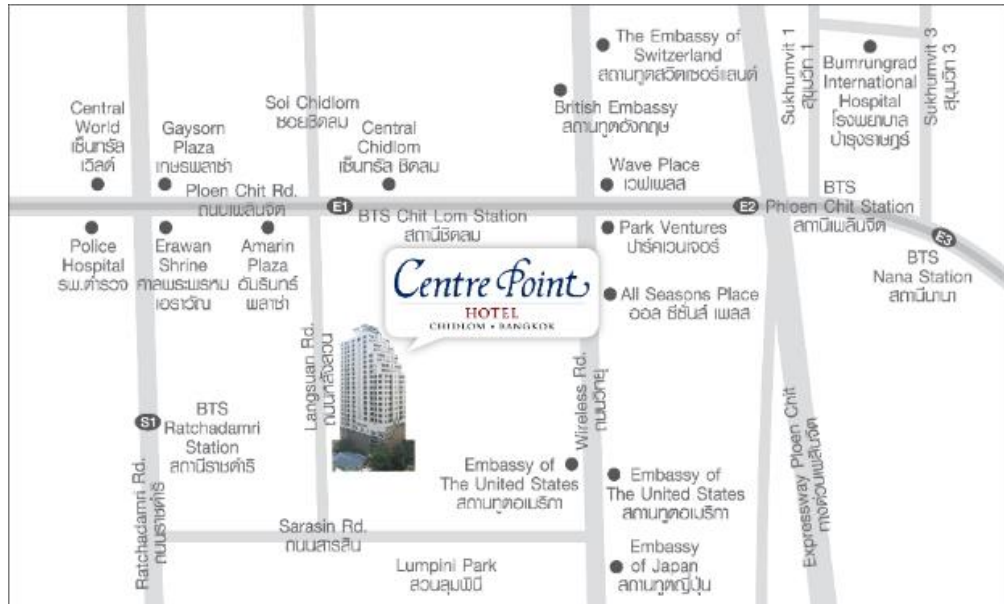 The Embassy of
Switzerland
สถานทูตสวิตเซอร์แลนด์
British Embassy
สถานทูตอังกฤษ
Sukhumvit 1
สุขุมวิท 1
Bumrungrad
International
Hospital
โรงพยาบาล
บำรุงราษฎร์
Sukhumvit 3
สุขุมวิท 3
Central
World
เซ็นทรัล
เวิลด์
Gaysorn
Plaza
เกษรพลาซ่า
Soi Chidlom
ซอยชิดลม
Central
Chidlom
เซ็นทรัล ชิดลม
Wave Place
เวฟเพลส
Ploen Chit Rd.
ถนนเพลินจิต
E1
BTS Chit Lom Station
สถานีชิดลม
E2
BTS
Phloen Chit Station
สถานีเพลินจิต
E3
BTS
Nana Station
สถานีนานา
Police
Hospital
รพ.ตำรวจ
Erawan
Shrine
ศาลพระพรหม
เอราวัณ
Amarin
Plaza
อัมรินทร์
พลาซ่า
Park Ventures
ปาร์คเวนเจอร์
Centre Point
HOTEL
CHIDLOM • BANGKOK
All Seasons Place
ออล ซีซันส์ เพลส
Langsuan Rd.
ถนนหลังสวน
Wireless Rd.
ถนนวิทยุ
S1
BTS
Ratchadamri
Station
สถานีราชดำริ
Ratchadamri Rd.
ถนนราชดำริ
Embassy of
The United States
สถานทูตอเมริกา
Embassy of
The United States
สถานทูตอเมริกา
Expressway Ploen Chit
ทางด่วนเพลินจิต
Sarasin Rd.
ถนนสารสิน
Lumpini Park
สวนลุมพินี
Embassy
of Japan
สถานทูตญี่ปุ่น